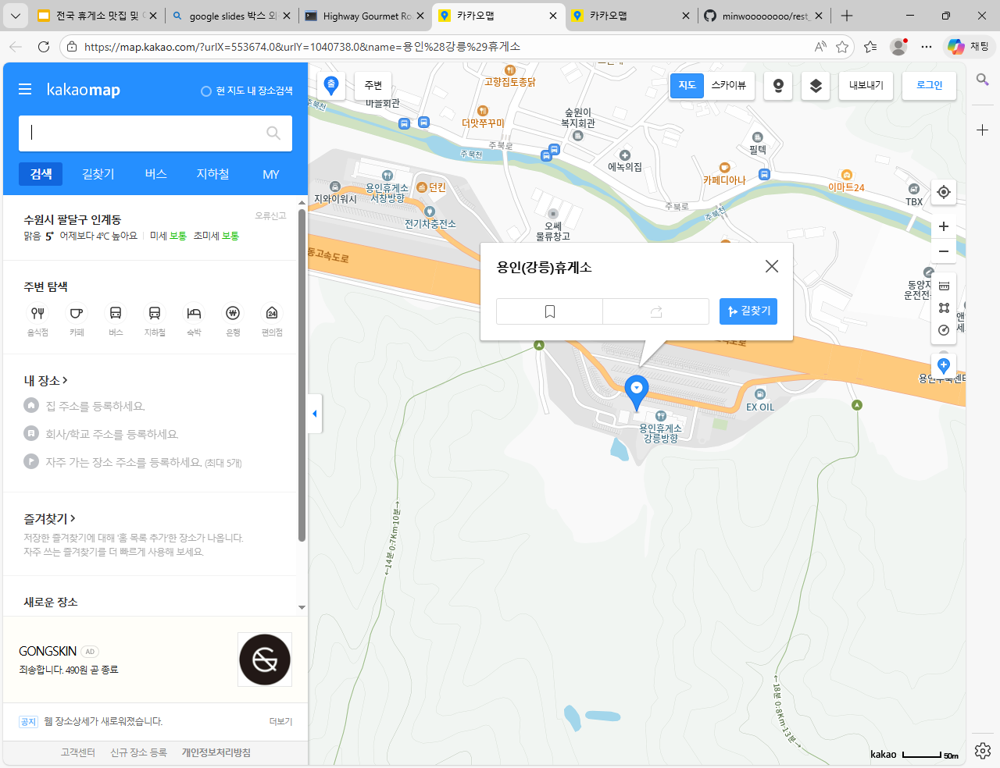 전국 휴게소 맛집 및
google slides 박스 외
Highway Gourmet Ro
카카오맵
카카오맵
minwoooooooo/rest_
https://map.kakao.com/?urlX=553674.0&urlY=1040738.0&name=용인%28강릉%29휴게소
채팅
kakaomap
현 지도 내 장소검색
검색
길찾기
버스
지하철
MY
수원시 팔달구 인계동
오류신고
맑음 5° 어제보다 4°C 높아요 미세 보통 초미세 보통
주변 탐색
음식점
카페
버스
지하철
숙박
은행
편의점
내 장소
집 주소를 등록하세요.
회사/학교 주소를 등록하세요.
자주 가는 장소 주소를 등록하세요. (최대 5개)
즐겨찾기
저장한 즐겨찾기에 대해 '홈 목록 추가'한 장소가 나옵니다.
자주 쓰는 즐겨찾기를 더 빠르게 사용해 보세요.
새로운 장소
GONGSKIN AD
죄송합니다. 490원 곧 종료
공지 웹 장소상세가 새로워졌습니다.
더보기
고객센터
신규 장소 등록
개인정보처리방침
출
주변
지도
스카이뷰
내보내기
로그인
고향집토종닭
마을회관
주북천
더맛쭈꾸미
숲원이
복지회관
주북로
주북천
필텍
에녹의집
카페디아나
이마트24
TBX
지와이워시
용인휴게소
서창방향
던킨
전기차충전소
오쎄
물류창고
주북로
주북천
동고속도로
동양자
운전전
용인(강릉)휴게소
길찾기
EX OIL
용인휴게소
강릉방향
←14분 0.7Km 10분→
←18분 0.8Km 13분→
kakao
50m